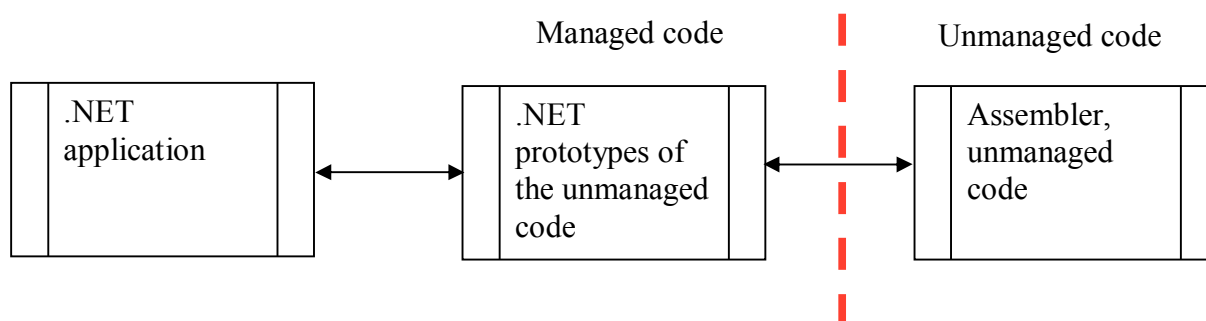 Managed code
Unmanaged code
.NET
application
.NET
prototypes of
the unmanaged
code
Assembler,
unmanaged
code